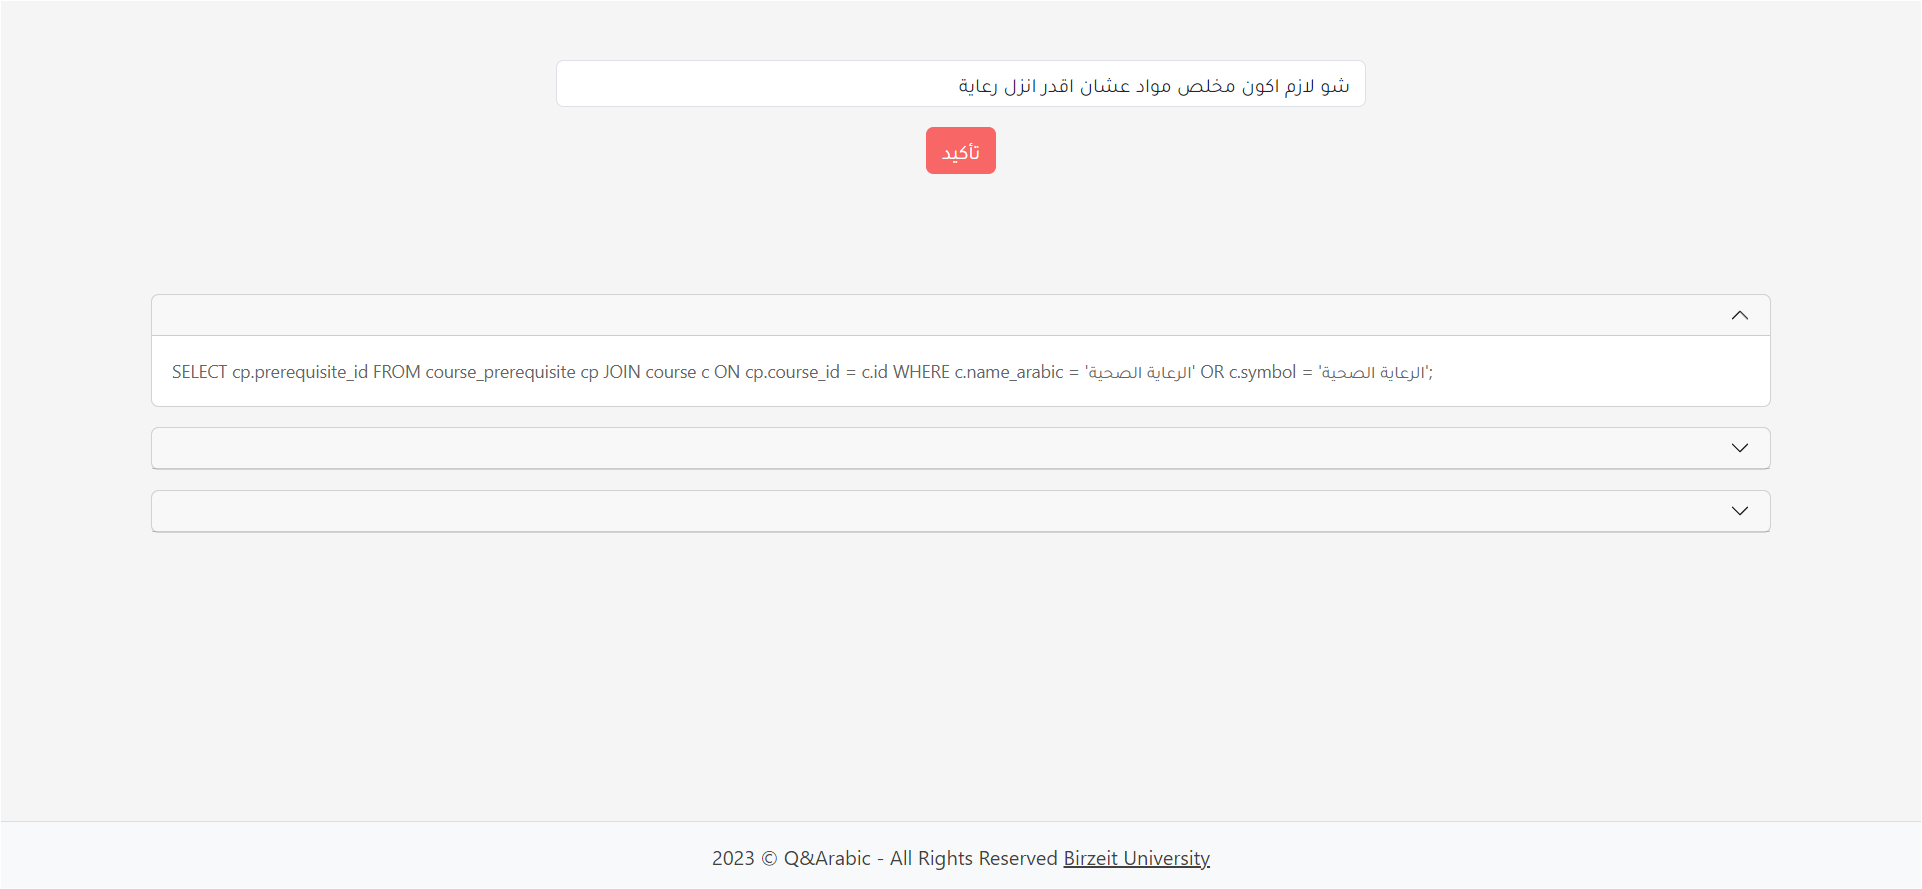 شو لازم اكون مخلص مواد عشان اقدر انزل رعاية
تأكيد
SELECT cp.prerequisite_id FROM course_prerequisite cp JOIN course c ON cp.course_id = c.id WHERE c.name_arabic = 'الرعاية الصحية' OR c.symbol = 'الرعاية الصحية';
2023 © Q&Arabic - All Rights Reserved Birzeit University